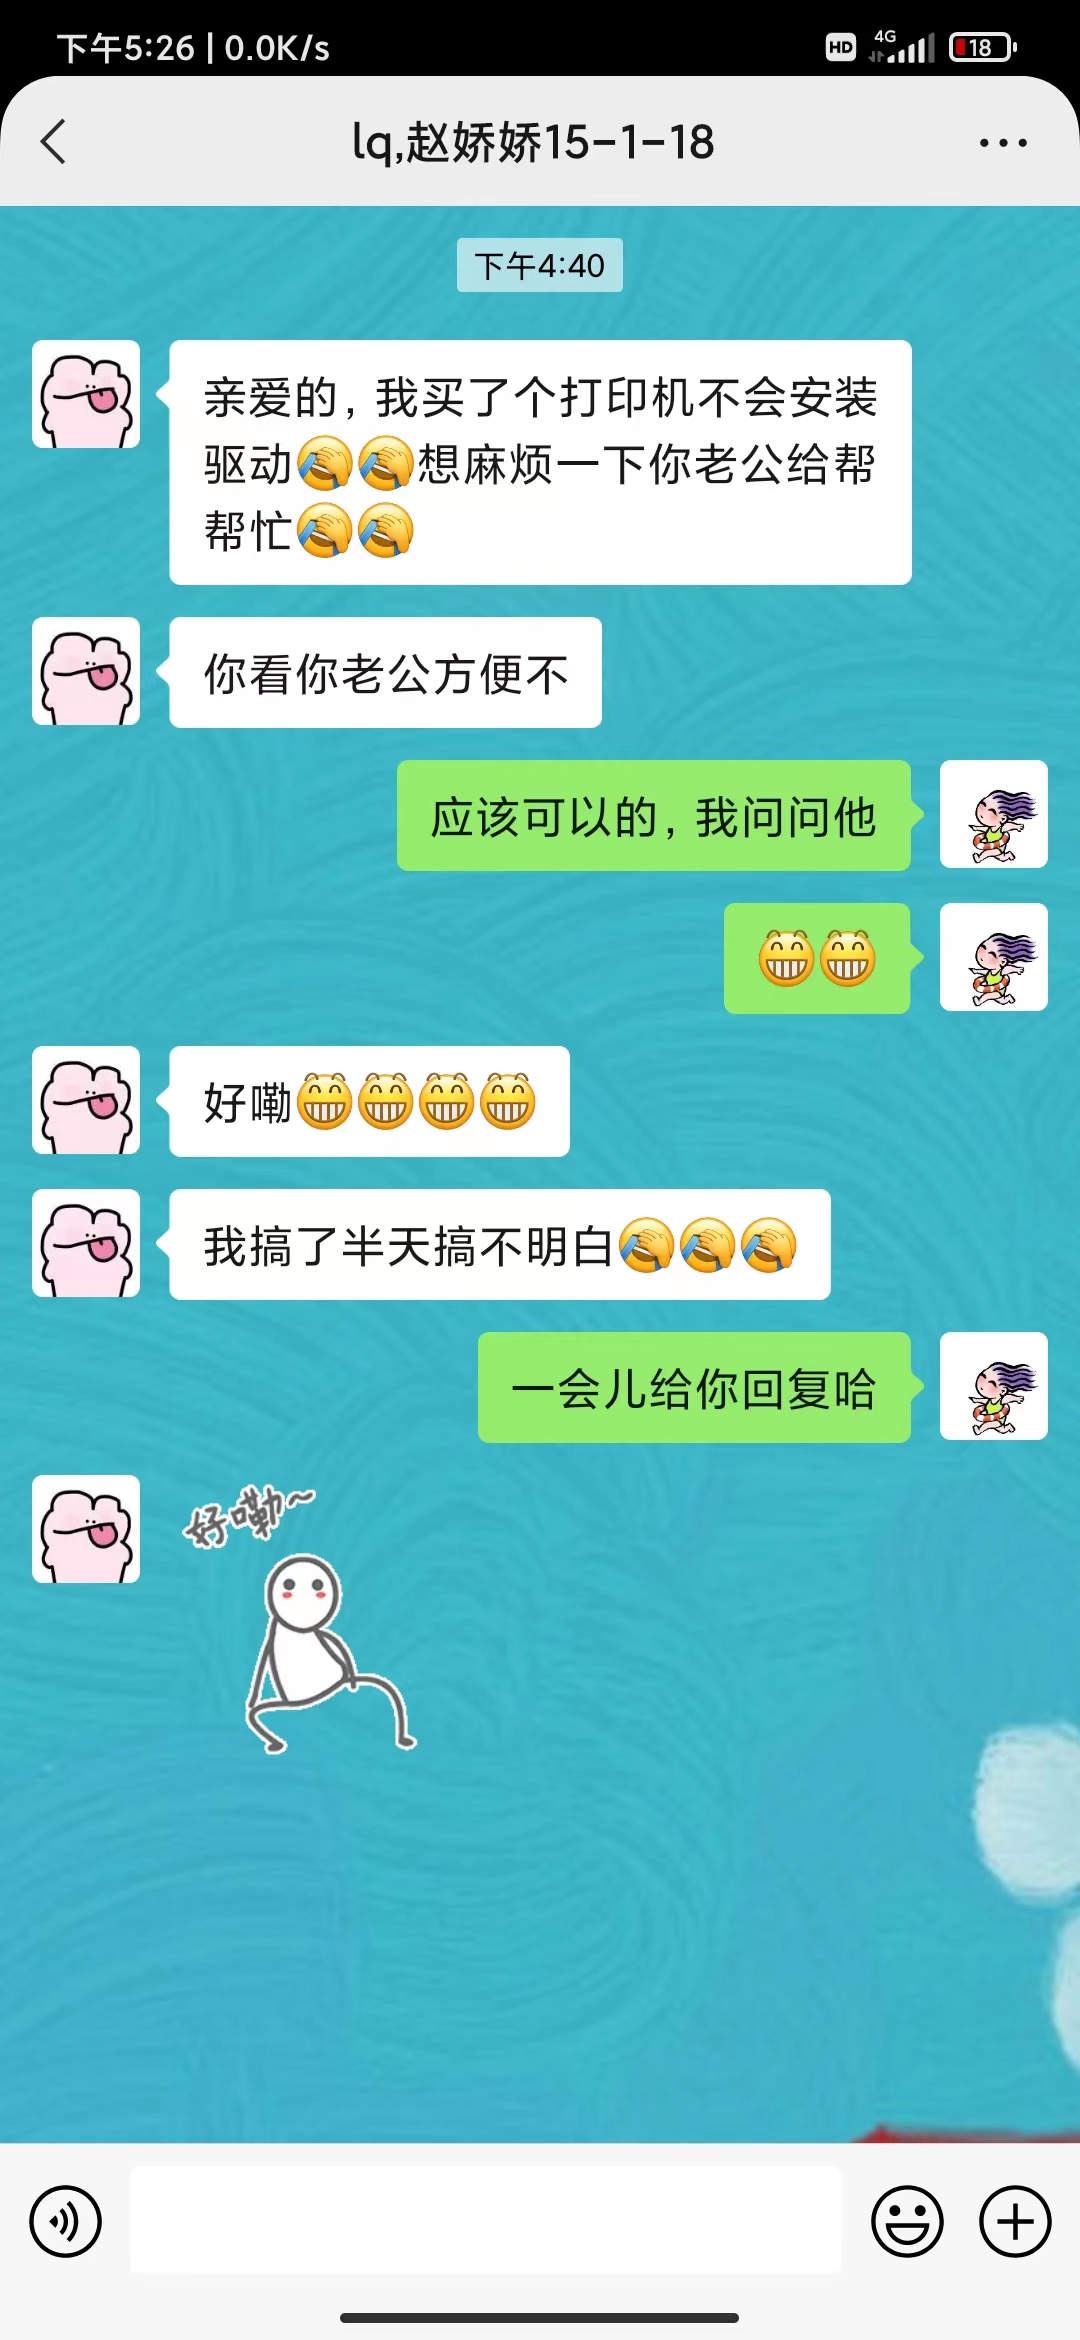 下午5:26 | 0.0K/s
HD 4G 18
lq,赵娇娇15-1-18
下午4:40
亲爱的，我买了个打印机不会安装
驱动🤦🤦想麻烦一下你老公给帮
帮忙🤦🤦
你看你老公方便不
应该可以的，我问问他
😁😁
好嘞😁😁😁😁
我搞了半天搞不明白🤦🤦🤦
一会儿给你回复哈
好嘞~